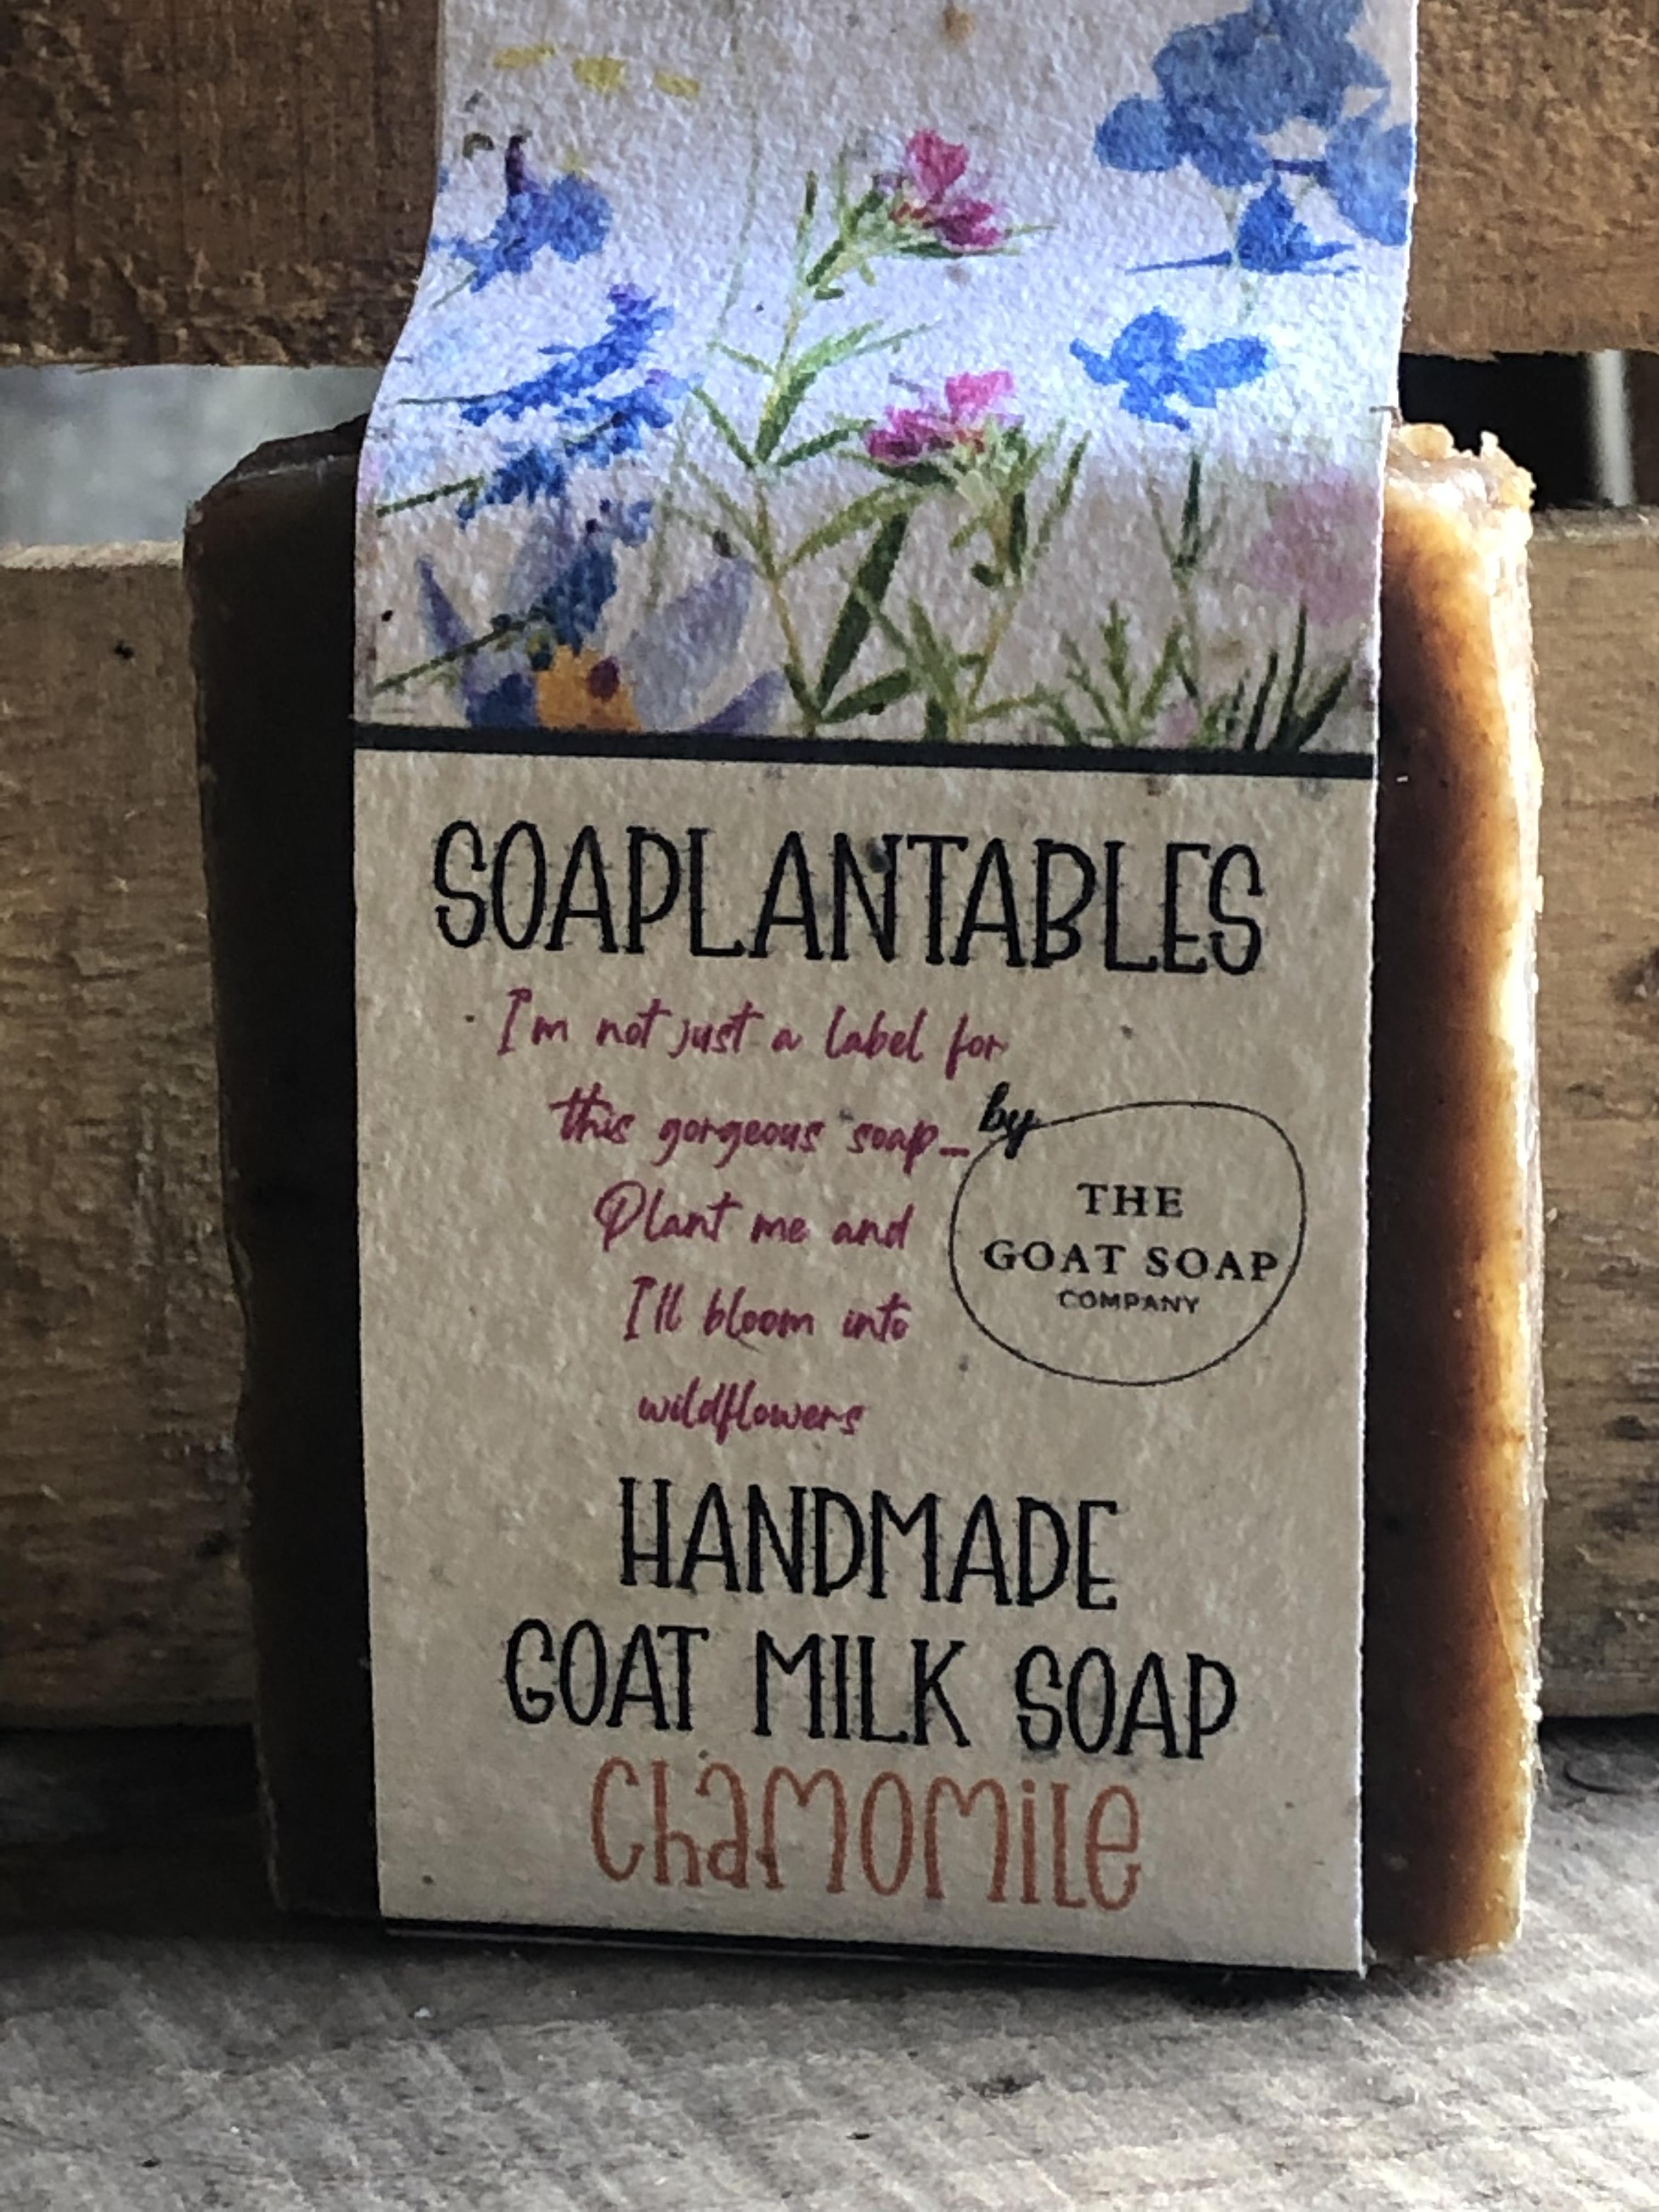 SOAPLANTABLES
I'm not just a label for
this gorgeous soap...
Plant me and
I'll bloom into
wildflowers
by
THE
GOAT SOAP
COMPANY
HANDMADE
GOAT MILK SOAP
Chamomile